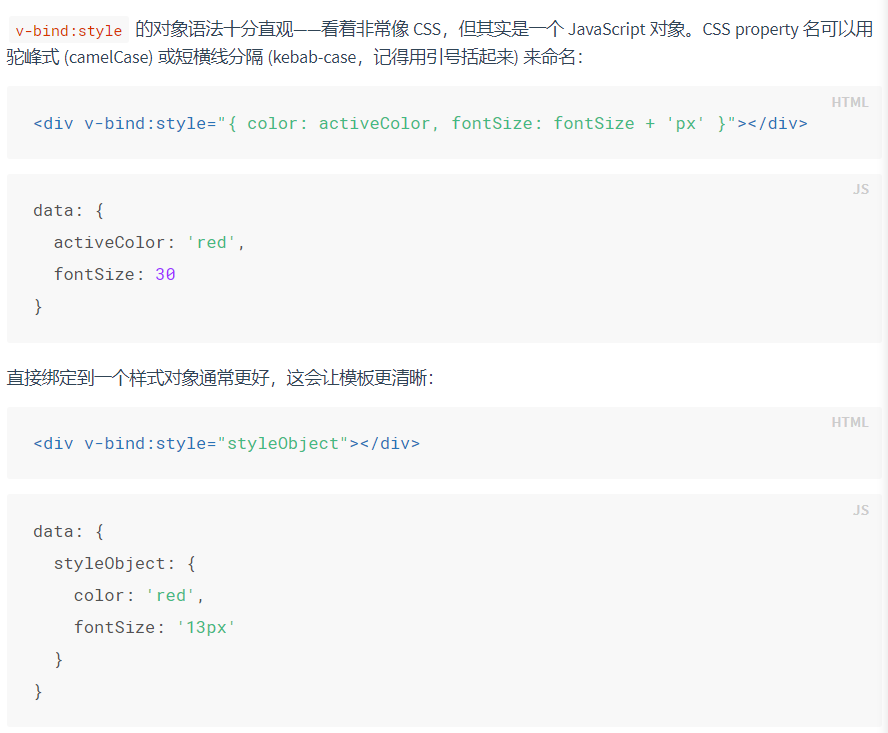 v-bind:style 的对象语法十分直观——看着非常像 CSS，但其实是一个 JavaScript 对象。CSS property 名可以用
驼峰式 (camelCase) 或短横线分隔 (kebab-case，记得用引号括起来) 来命名：
HTML
<div v-bind:style="{ color: activeColor, fontSize: fontSize + 'px' }"></div>
JS
data: {
  activeColor: 'red',
  fontSize: 30
}
直接绑定到一个样式对象通常更好，这会让模板更清晰：
HTML
<div v-bind:style="styleObject"></div>
JS
data: {
  styleObject: {
    color: 'red',
    fontSize: '13px'
  }
}